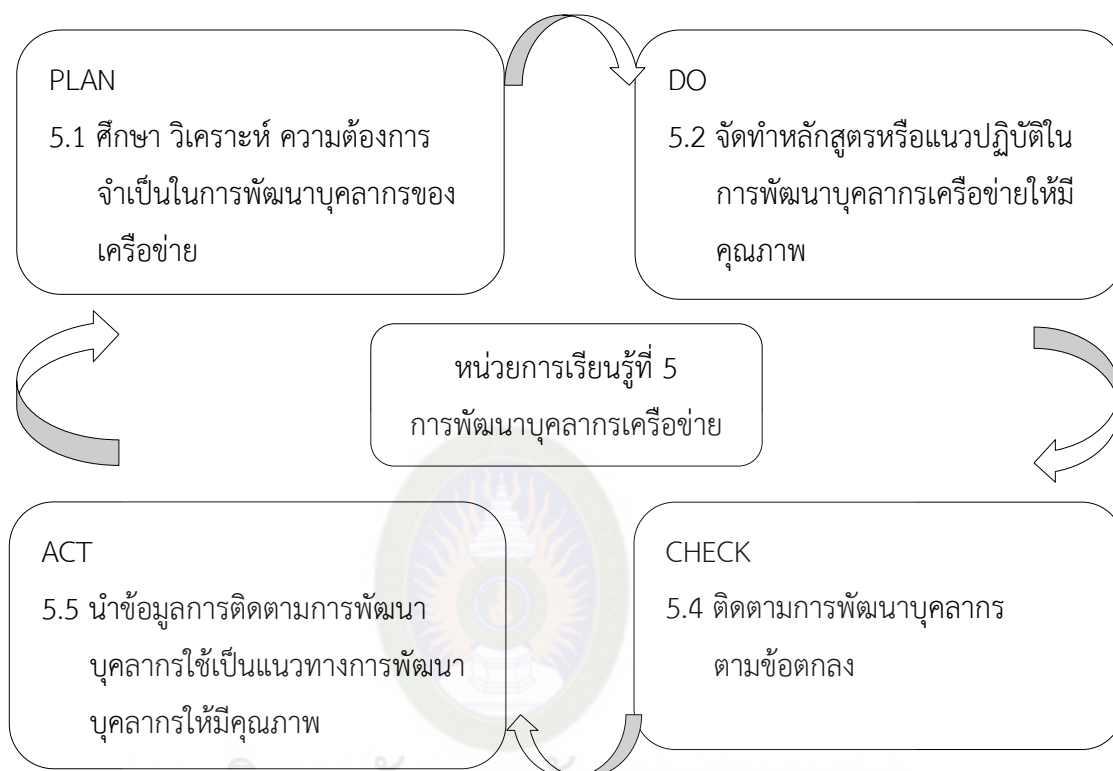 PLAN
5.1 ศึกษา วิเคราะห์ ความต้องการ
จำเป็นในการพัฒนาบุคลากรของ
เครือข่าย
DO
5.2 จัดทำหลักสูตรหรือแนวปฏิบัติใน
การพัฒนาบุคลากรเครือข่ายให้มี
คุณภาพ
หน่วยการเรียนรู้ที่ 5
การพัฒนาบุคลากรเครือข่าย
ACT
5.5 นำข้อมูลการติดตามการพัฒนา
บุคลากรใช้เป็นแนวทางการพัฒนา
บุคลากรให้มีคุณภาพ
CHECK
5.4 ติดตามการพัฒนาบุคลากร
ตามข้อตกลง